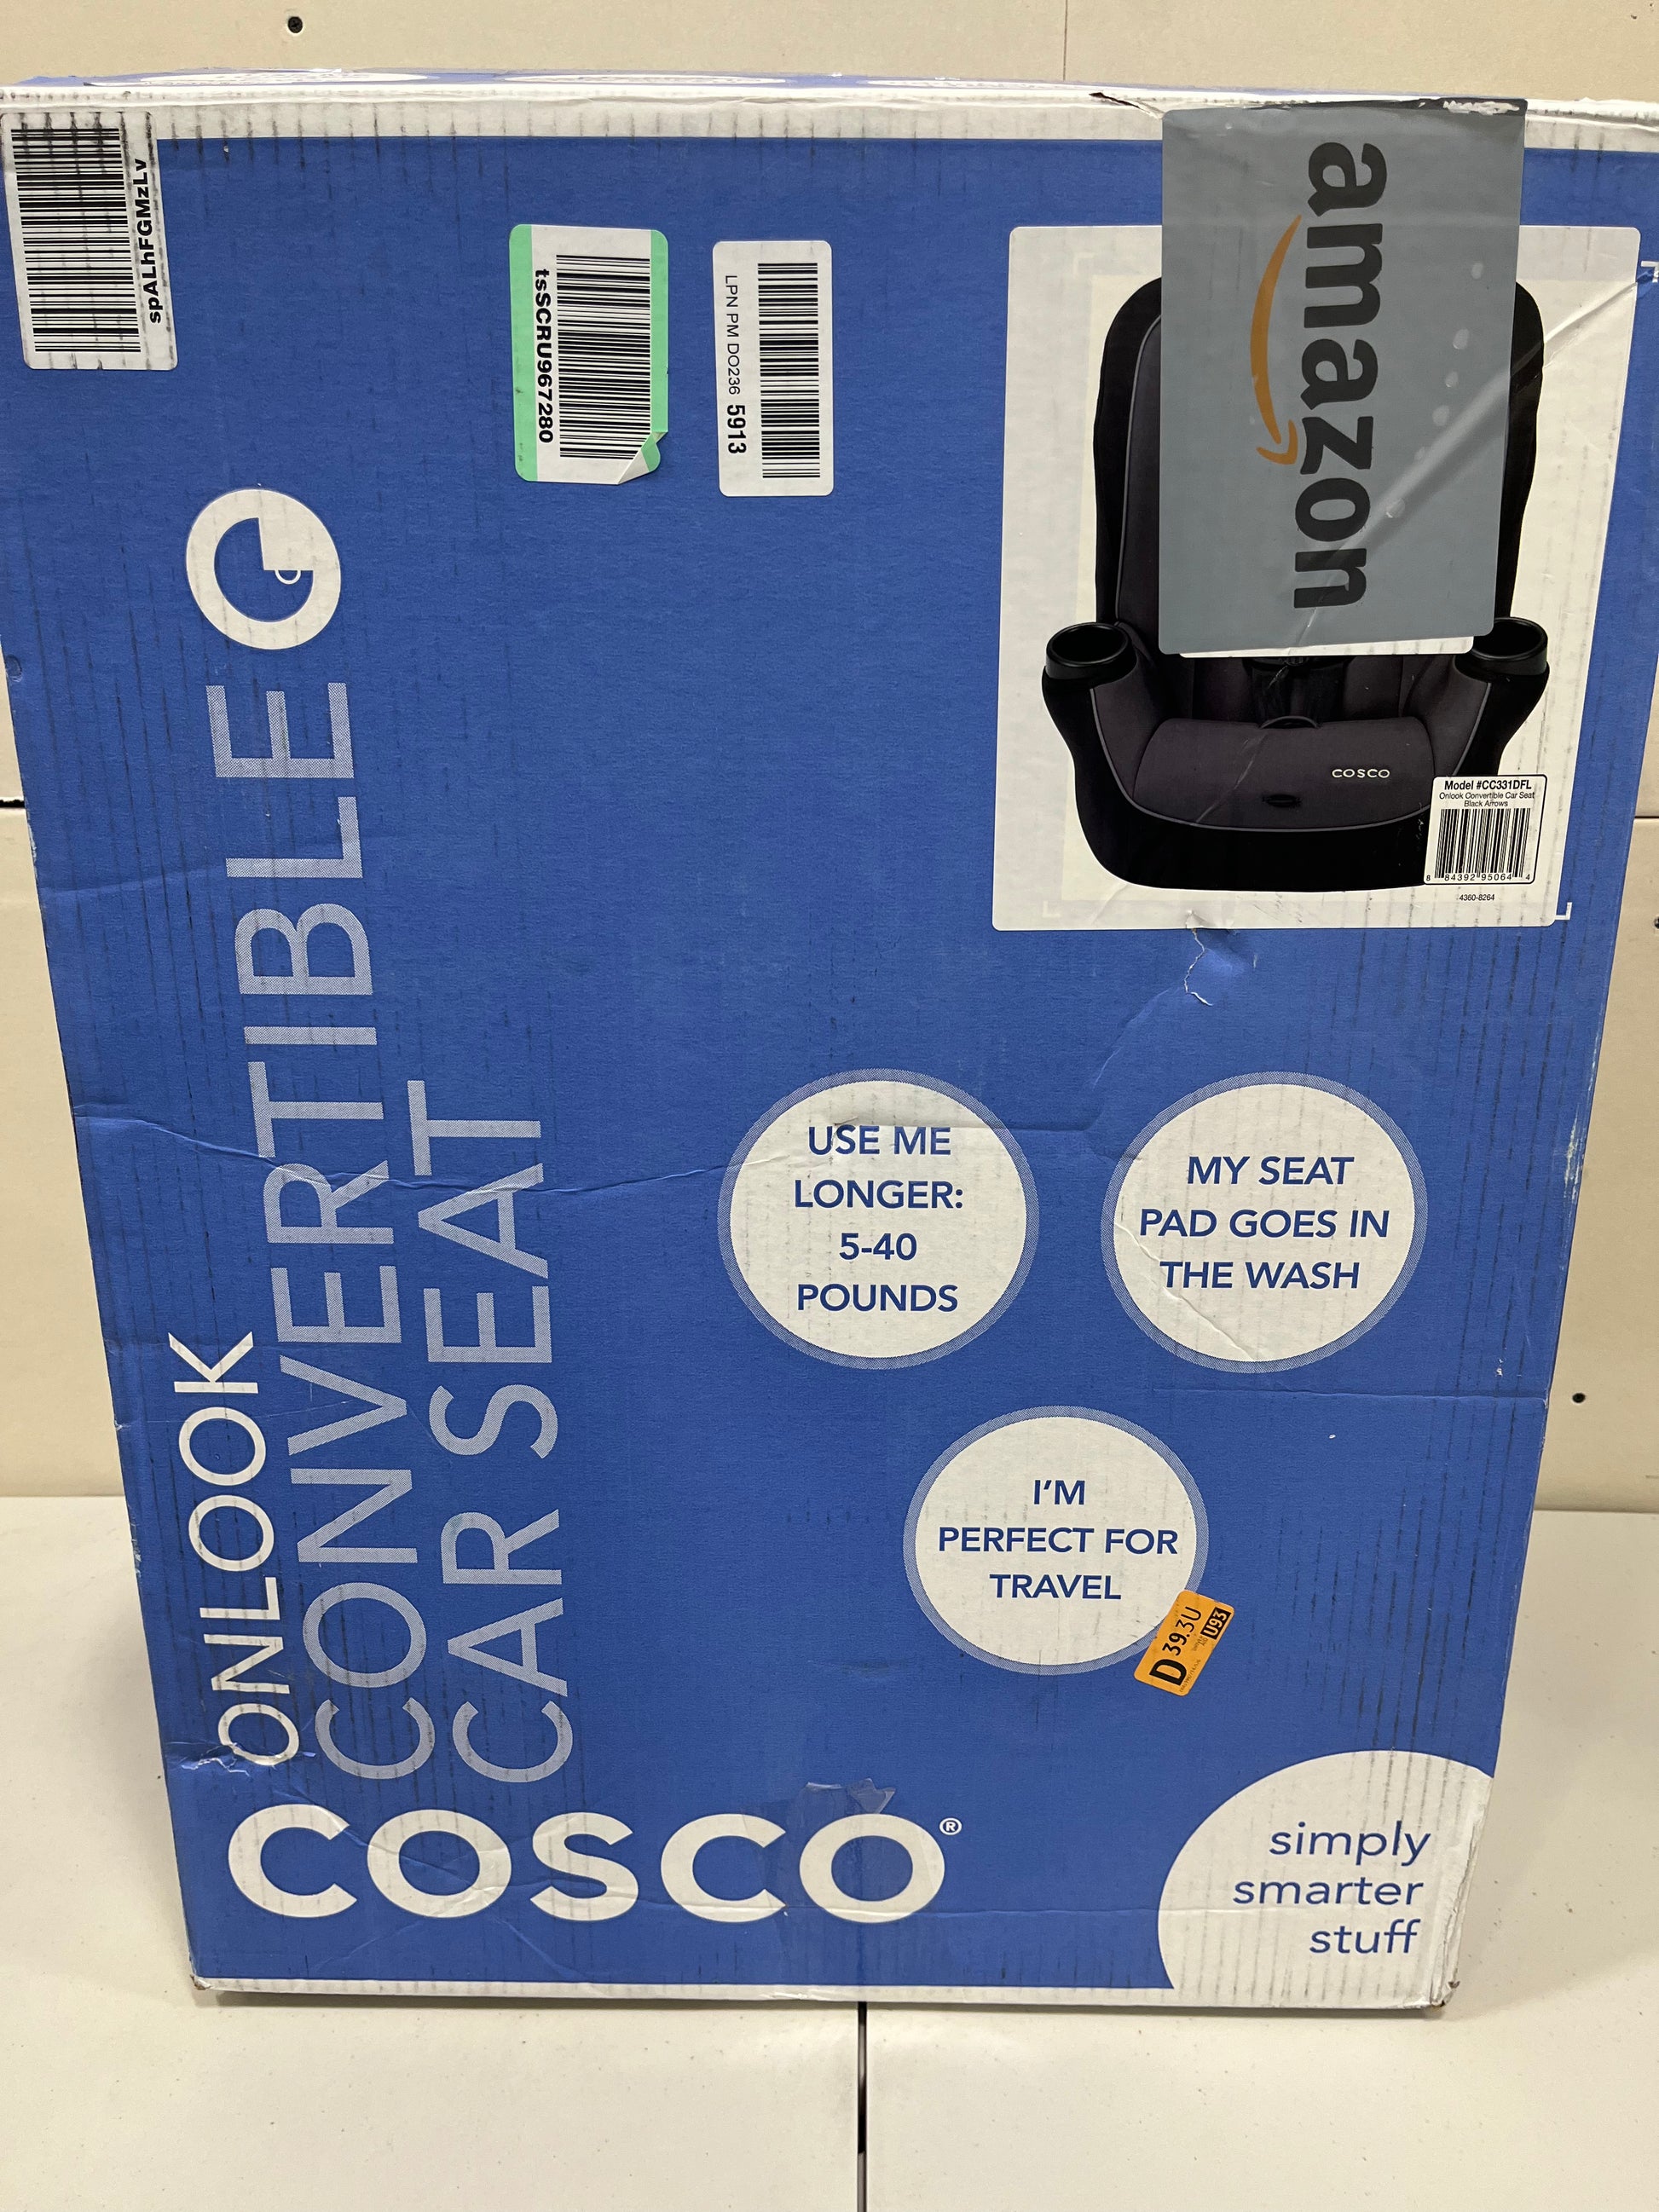 spALhFGMzLv
tsSCRU967280
LPN PM DO236 5913
amazon
COSCO
Model #CC331DFL
Onlook Convertible Car Seat
Black Arrows
8 84392 95064 4
4360-8264
ONLOOK
CONVERTIBLE
CAR SEAT
USE ME
LONGER:
5-40
POUNDS
MY SEAT
PAD GOES IN
THE WASH
I'M
PERFECT FOR
TRAVEL
D 39.3U
U93
COSCO®
simply
smarter
stuff